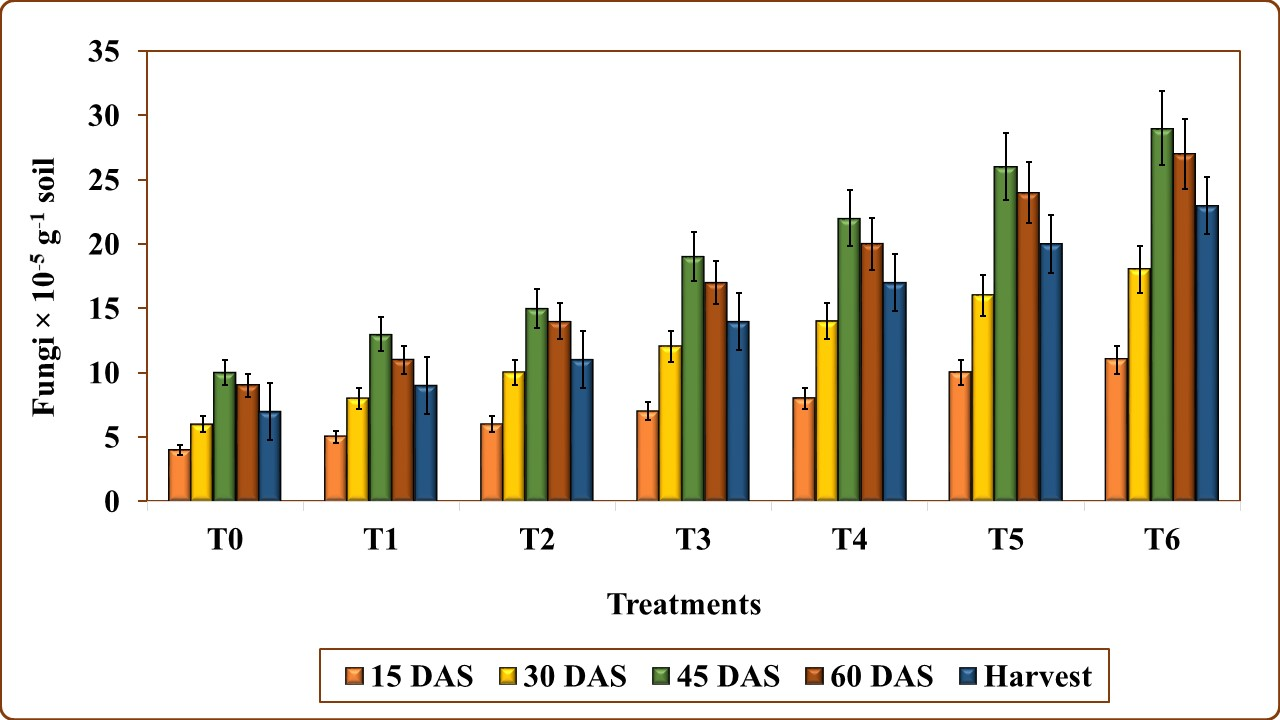 35
30
25
20
15
10
5
0
Fungi × 10⁻⁵ g⁻¹ soil
T0 T1 T2 T3 T4 T5 T6
Treatments
15 DAS 30 DAS 45 DAS 60 DAS Harvest